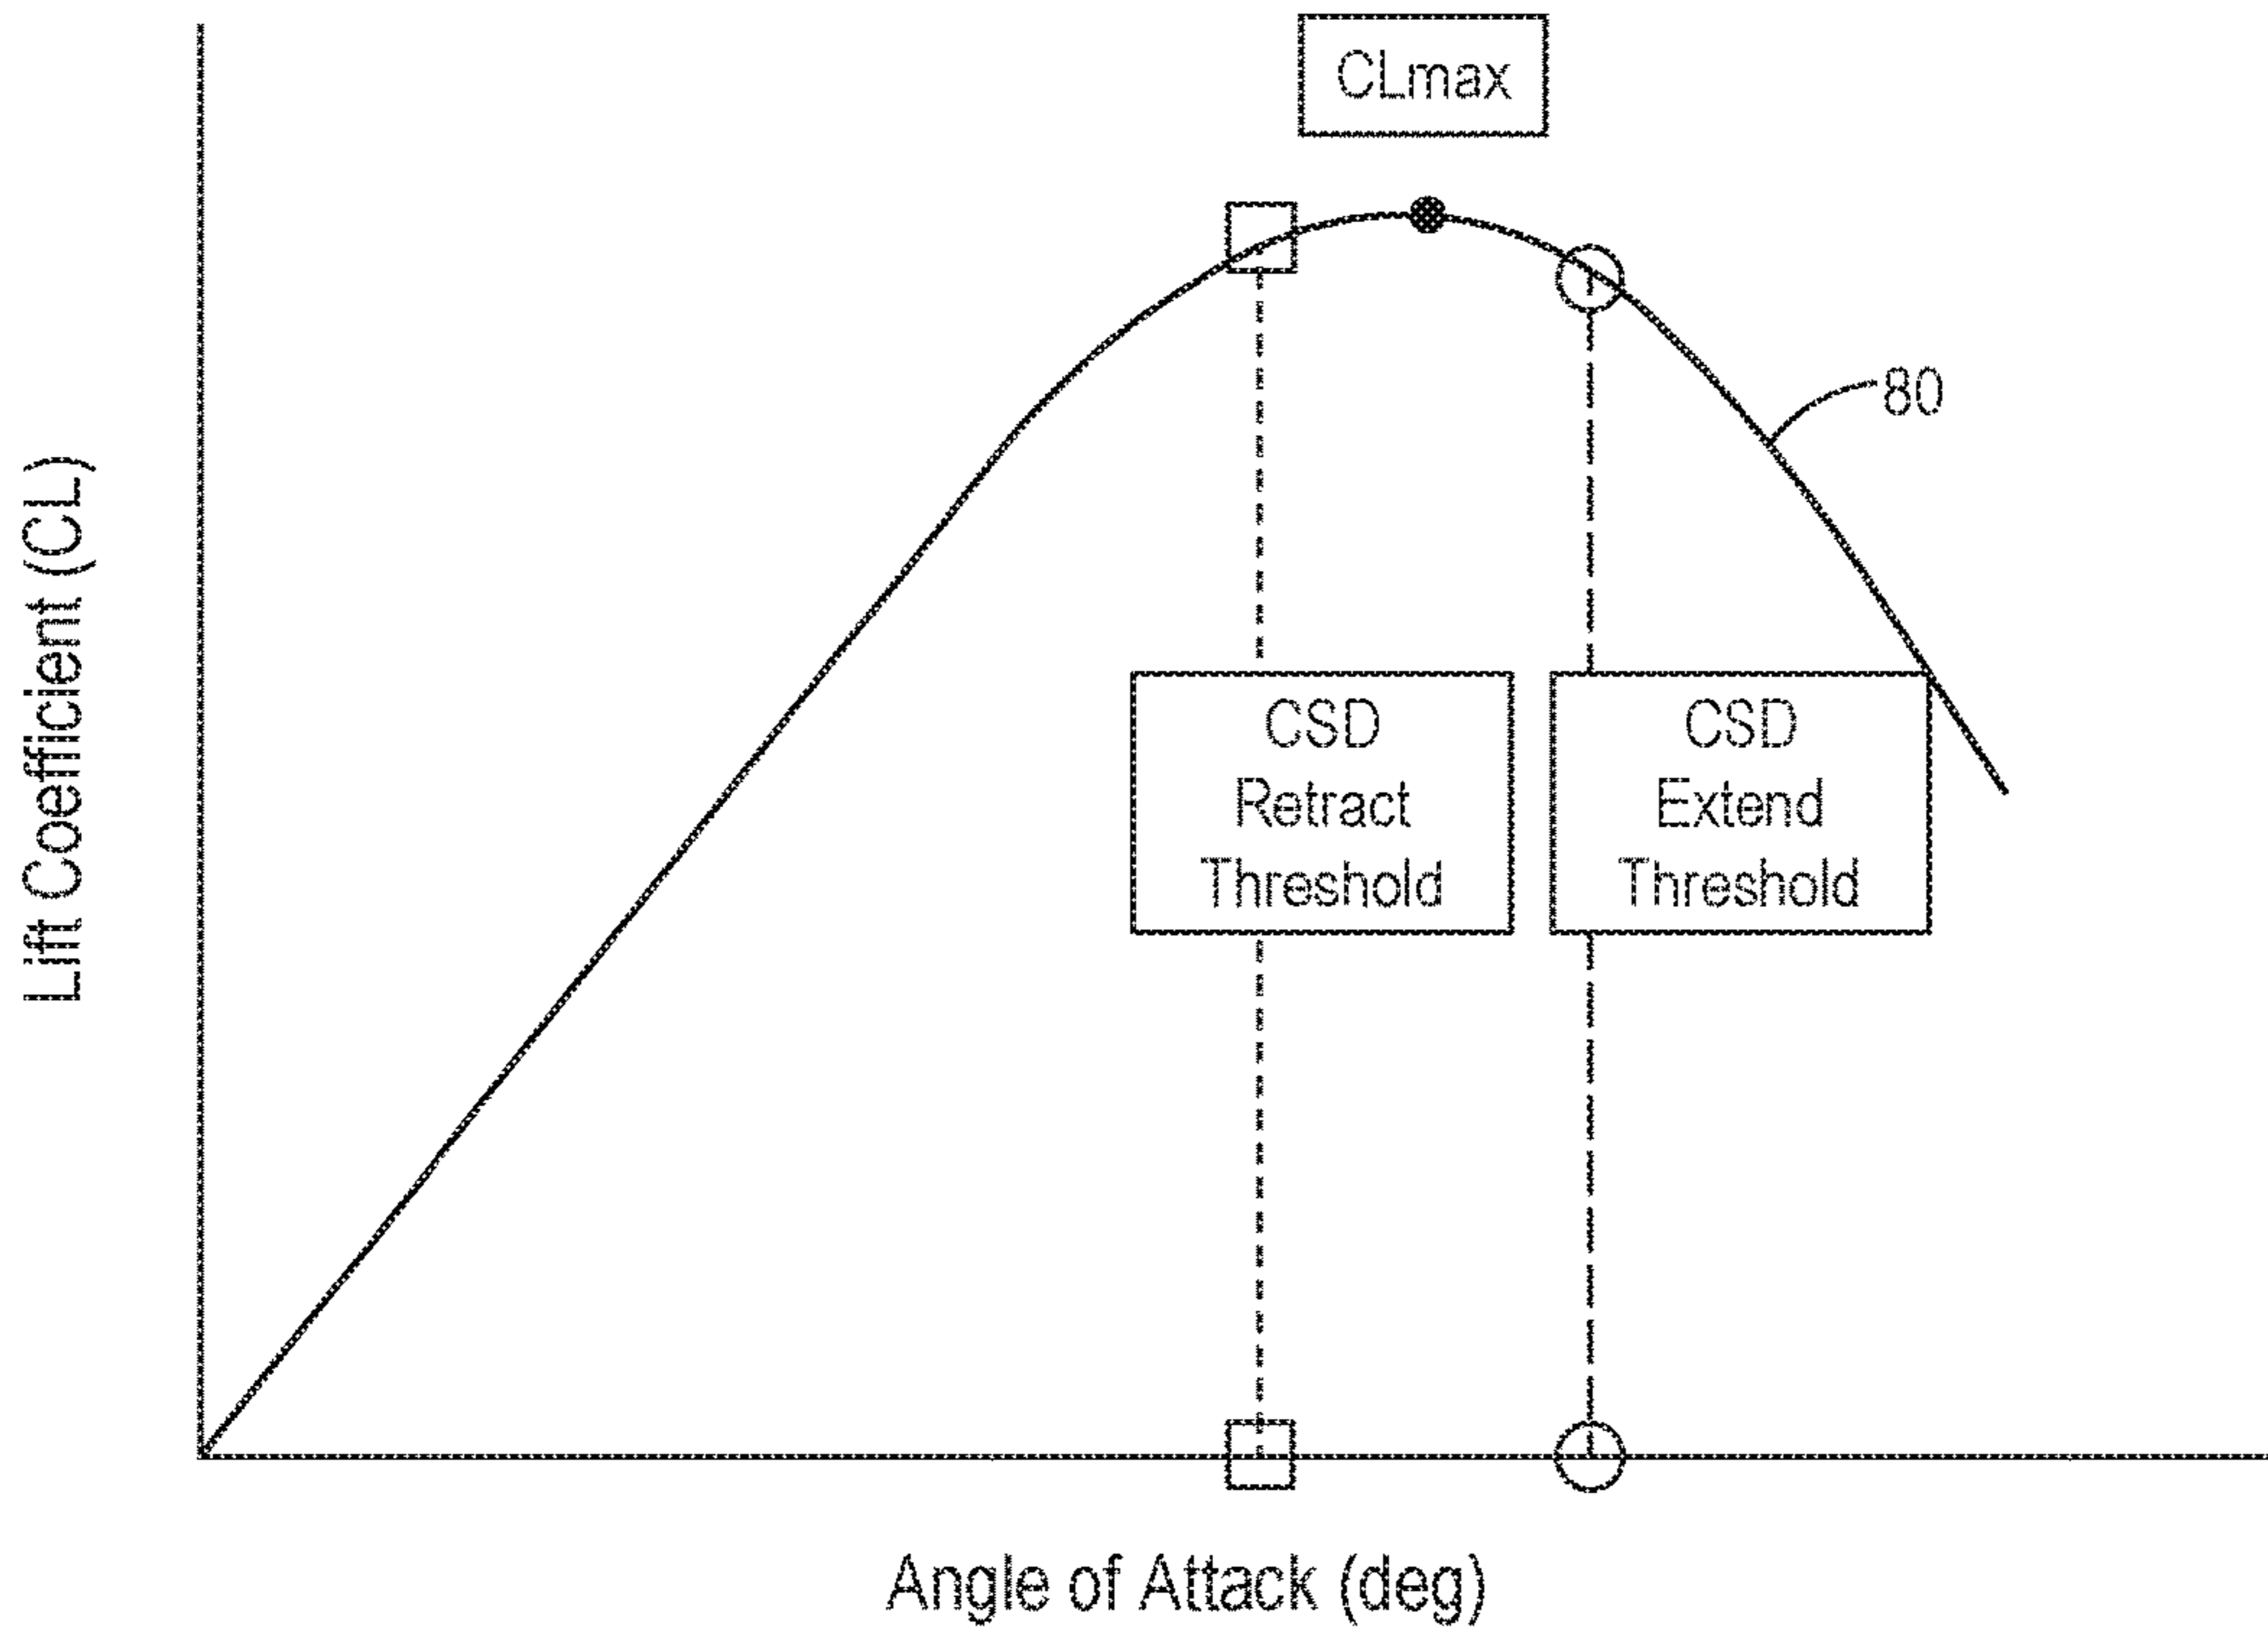 CLmax
80
Lift Coefficient (CL)
CSD
Retract
Threshold
CSD
Extend
Threshold
Angle of Attack (deg)